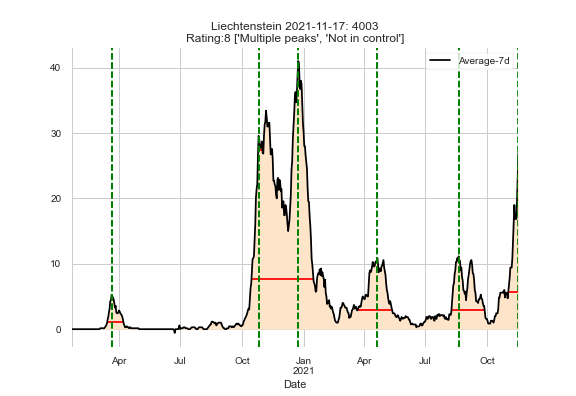 Liechtenstein 2021-11-17: 4003
Rating:8 ['Multiple peaks', 'Not in control']
Average-7d
40
30
20
10
0
Apr Jul Oct Jan Apr Jul Oct
2021
Date